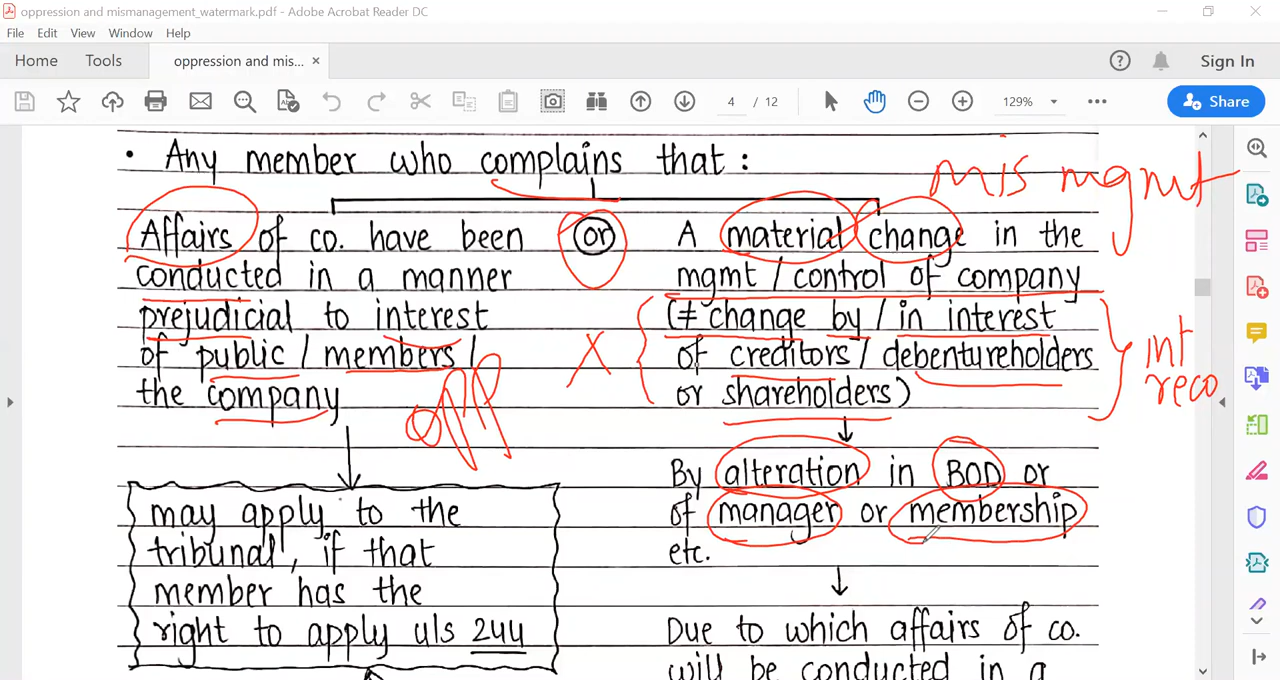 oppression and mismanagement_watermark.pdf - Adobe Acrobat Reader DC
File Edit View Window Help
Home Tools oppression and mis... × Sign In
4 / 12 129% Share
• Any member who complains that :
mis mgmt
Affairs of co. have been
conducted in a manner
prejudicial to interest
of public / members /
the company
opp
or
A material change in the
mgmt / control of company
(≠ change by / in interest
of creditors / debentureholders
or shareholders)
X
int
reco
may apply to the
tribunal, if that
member has the
right to apply u/s 244
By alteration in BOD or
of manager or membership
etc.
Due to which affairs of co.
will be conducted in a